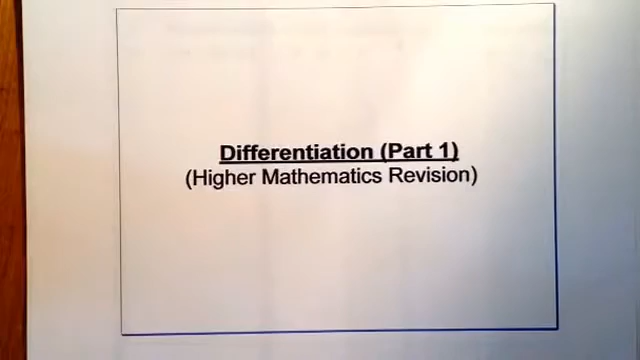 Differentiation (Part 1)
(Higher Mathematics Revision)